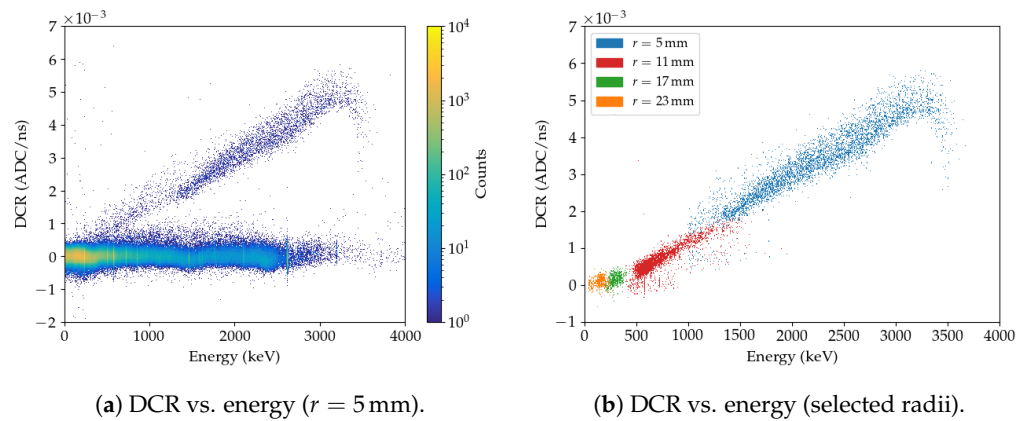 ×10⁻³
7
6
5
4
3
2
1
0
−1
−2
DCR (ADC/ns)
0 1000 2000 3000 4000
Energy (keV)
10⁴
10³
10²
10¹
10⁰
Counts
×10⁻³
7
6
5
4
3
2
1
0
−1
DCR (ADC/ns)
r = 5 mm
r = 11 mm
r = 17 mm
r = 23 mm
0 500 1000 1500 2000 2500 3000 3500 4000
Energy (keV)
(a) DCR vs. energy (r = 5 mm).
(b) DCR vs. energy (selected radii).